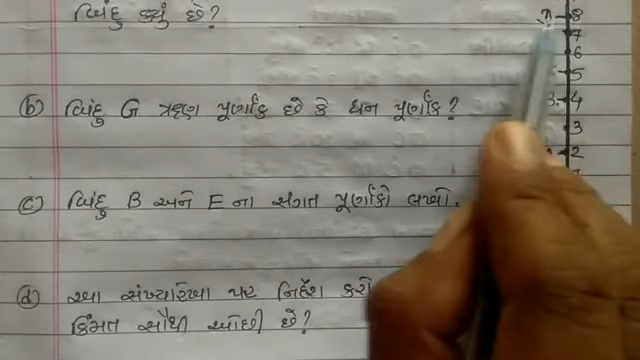 બિંદુ કયું છે?
(b) બિંદુ G ઋણ પૂર્ણાંક છે કે ધન પૂર્ણાંક?
(c) બિંદુ B અને E ના સંગત પૂર્ણાંકો લખો.
(d) આ સંખ્યારેખા પર નિર્દેશ કરો
કિંમત સૌથી ઓછી છે?
8
7
6
5
4
3
2